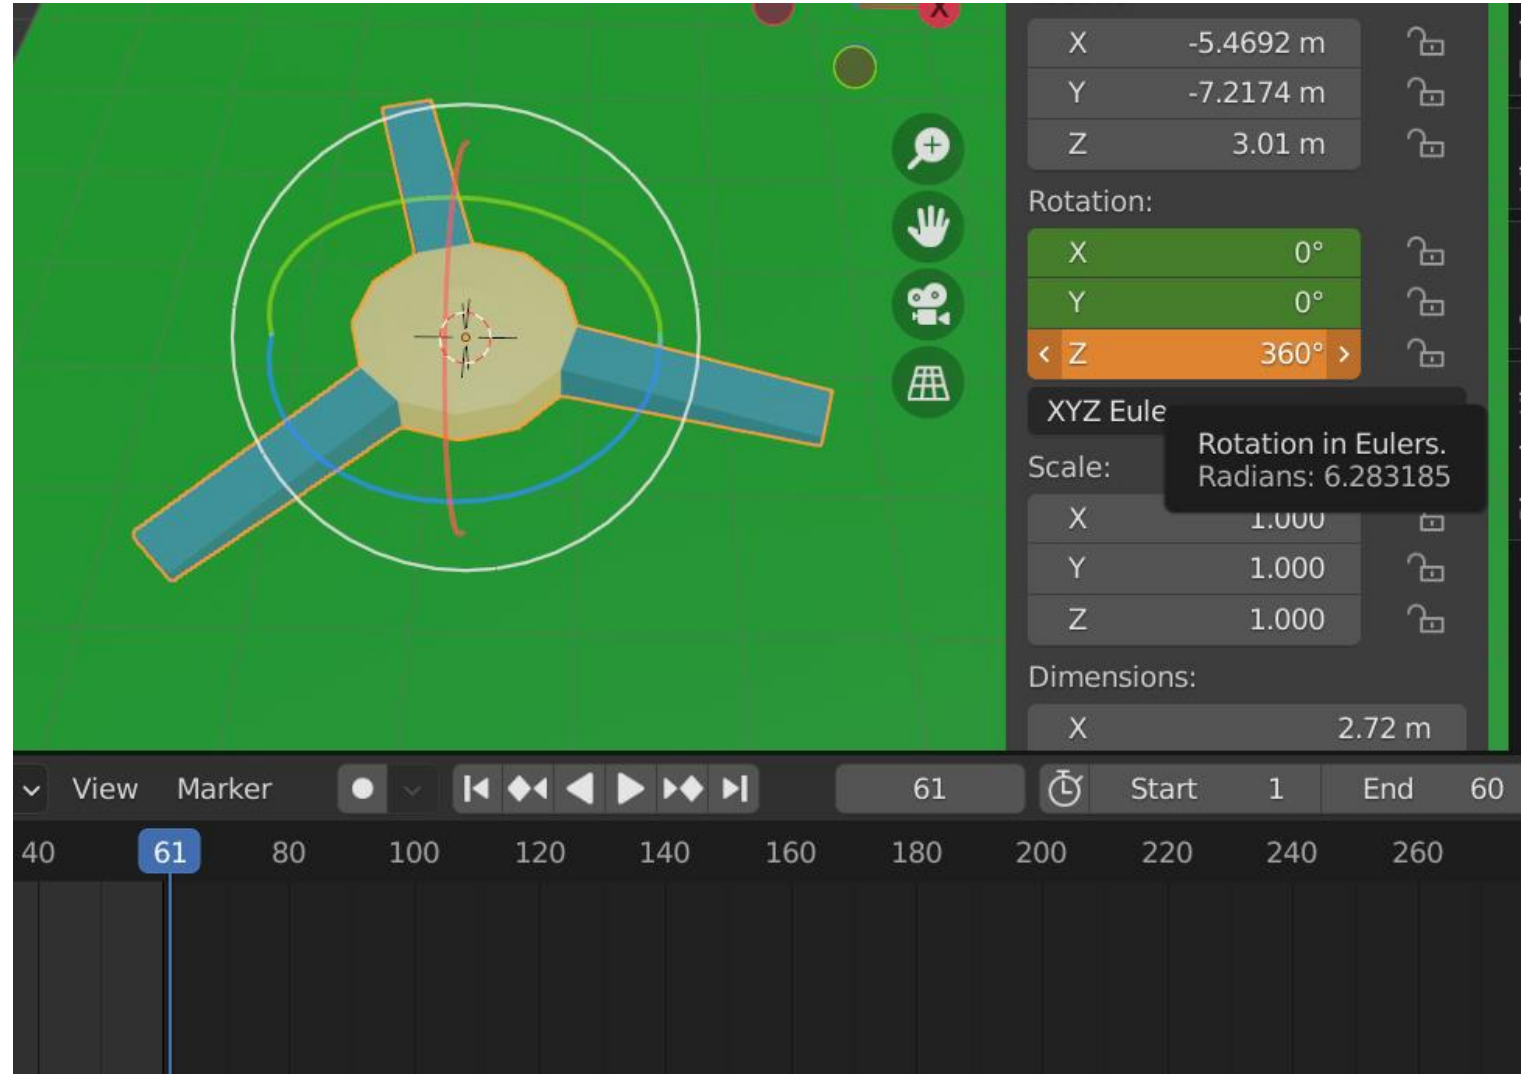 X
X -5.4692 m
Y -7.2174 m
Z 3.01 m
Rotation:
X 0°
Y 0°
Z 360°
XYZ Eule
Rotation in Eulers.
Radians: 6.283185
Scale:
X 1.000
Y 1.000
Z 1.000
Dimensions:
X 2.72 m
View Marker 61 Start 1 End 60
40 61 80 100 120 140 160 180 200 220 240 260